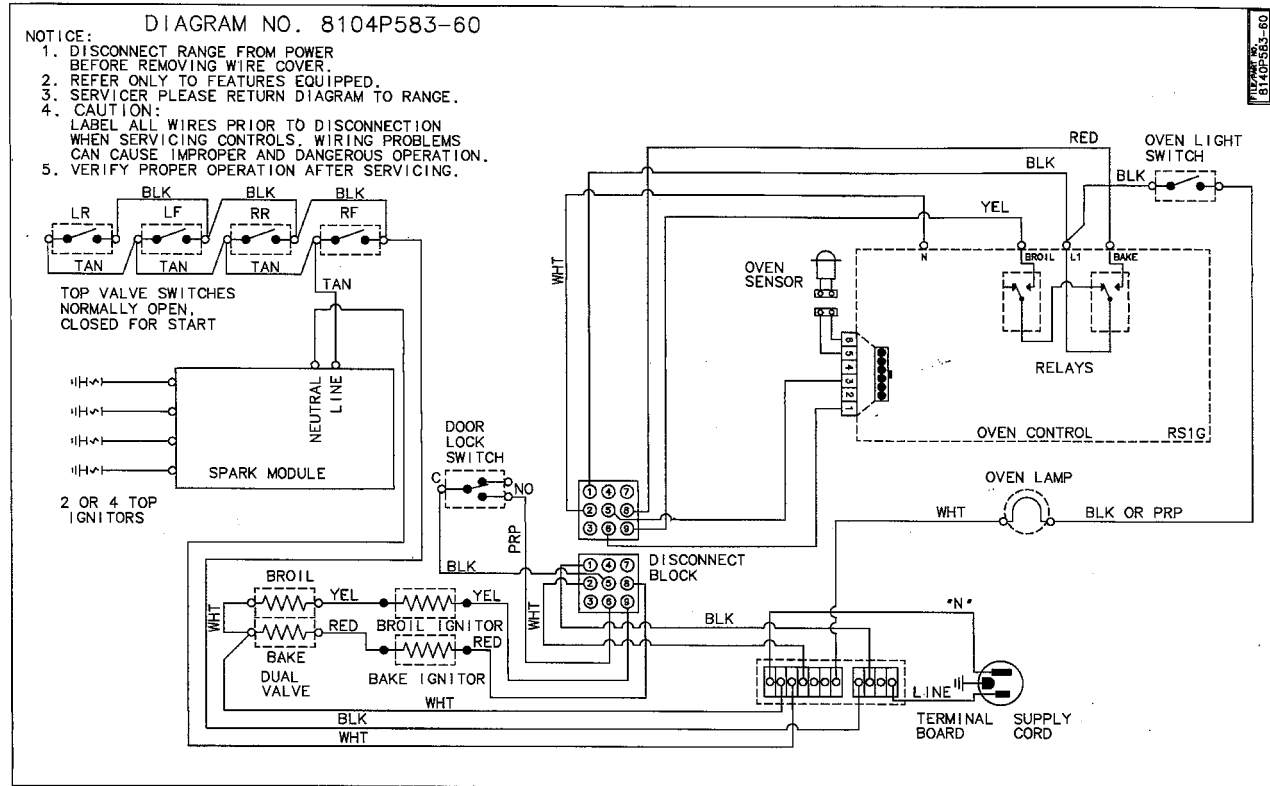 DIAGRAM NO. 8104P583-60
FILE/PART NO.
8140P583-60
NOTICE:
1. DISCONNECT RANGE FROM POWER
BEFORE REMOVING WIRE COVER.
2. REFER ONLY TO FEATURES EQUIPPED.
3. SERVICER PLEASE RETURN DIAGRAM TO RANGE.
4. CAUTION:
LABEL ALL WIRES PRIOR TO DISCONNECTION
WHEN SERVICING CONTROLS. WIRING PROBLEMS
CAN CAUSE IMPROPER AND DANGEROUS OPERATION.
5. VERIFY PROPER OPERATION AFTER SERVICING.
BLK BLK BLK
LR LF RR RF
TAN TAN TAN
TAN
TOP VALVE SWITCHES
NORMALLY OPEN,
CLOSED FOR START
NEUTRAL
LINE
SPARK MODULE
2 OR 4 TOP
IGNITORS
RED
BLK
BLK
OVEN LIGHT
SWITCH
YEL
WHT
OVEN
SENSOR
N BROIL L1 BAKE
RELAYS
6
5
4
3
2
1
OVEN CONTROL RS1G
DOOR
LOCK
SWITCH
C
NO
PRP
BLK
1 4 7
2 5 8
3 6 9
DISCONNECT
BLOCK
1 4 7
2 5 8
3 6 9
WHT
OVEN LAMP
WHT
BLK OR PRP
BROIL
WHT
YEL
YEL
BROIL IGNITOR
RED
RED
BAKE
BAKE IGNITOR
DUAL
VALVE
WHT
BLK
WHT
BLK
"N"
LINE
TERMINAL
BOARD
SUPPLY
CORD